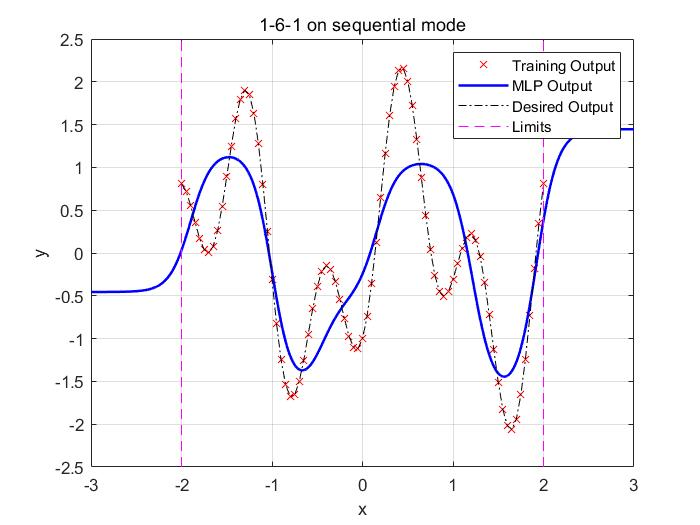 1-6-1 on sequential mode
Training Output
MLP Output
Desired Output
Limits
2.5
2
1.5
1
0.5
0
-0.5
-1
-1.5
-2
-2.5
y
-3 -2 -1 0 1 2 3
x